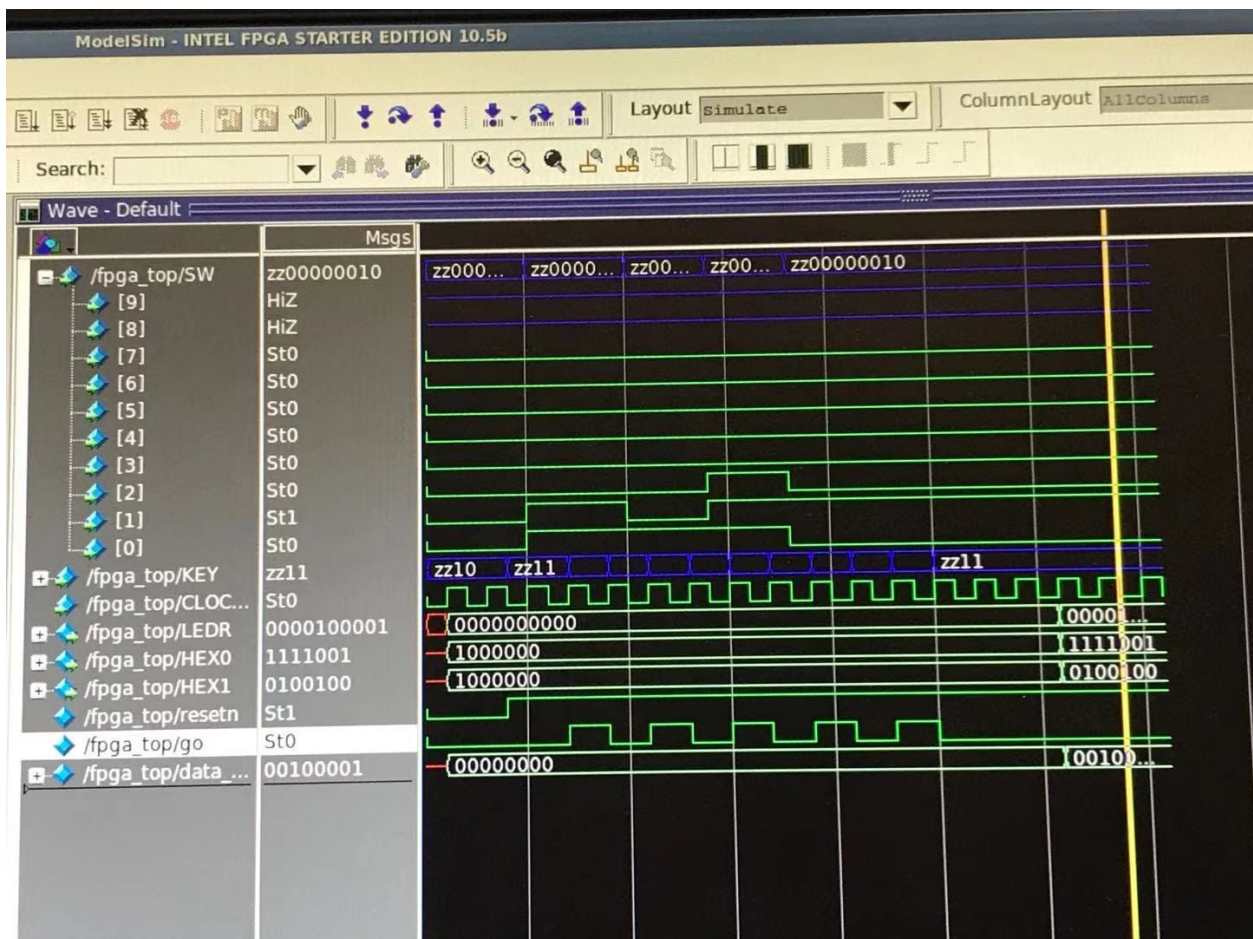 ModelSim - INTEL FPGA STARTER EDITION 10.5b
Layout Simulate
ColumnLayout AllColumns
Search:
Wave - Default
Msgs
/fpga_top/SW zz00000010 zz000... zz0000... zz00... zz00... zz00000010
[9] HiZ
[8] HiZ
[7] St0
[6] St0
[5] St0
[4] St0
[3] St0
[2] St0
[1] St1
[0] St0
/fpga_top/KEY zz11 zz10 zz11 zz11
/fpga_top/CLOC... St0
/fpga_top/LEDR 0000100001 0000000000 00001...
/fpga_top/HEX0 1111001 1000000 1111001
/fpga_top/HEX1 0100100 1000000 0100100
/fpga_top/resetn St1
/fpga_top/go St0
/fpga_top/data_... 00100001 00000000 00100...